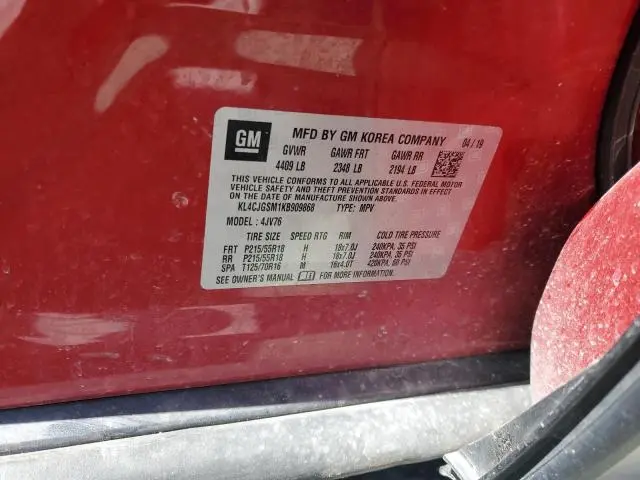 GM MFD BY GM KOREA COMPANY 04 / 19
GVWR GAWR FRT GAWR RR
4409 LB 2348 LB 2194 LB
THIS VEHICLE CONFORMS TO ALL APPLICABLE U.S. FEDERAL MOTOR
VEHICLE SAFETY AND THEFT PREVENTION STANDARDS IN EFFECT
ON THE DATE OF MANUFACTURE SHOWN ABOVE.
KL4CJGSM1KB909868 TYPE: MPV
MODEL : 4JV76
TIRE SIZE SPEED RTG RIM COLD TIRE PRESSURE
FRT P215/55R18 H 18x7.0J 240KPA, 35 PSI
RR P215/55R18 H 18x7.0J 240KPA, 35 PSI
SPA T125/70R16 M 16x4.0T 420KPA, 60 PSI
SEE OWNER'S MANUAL FOR MORE INFORMATION.